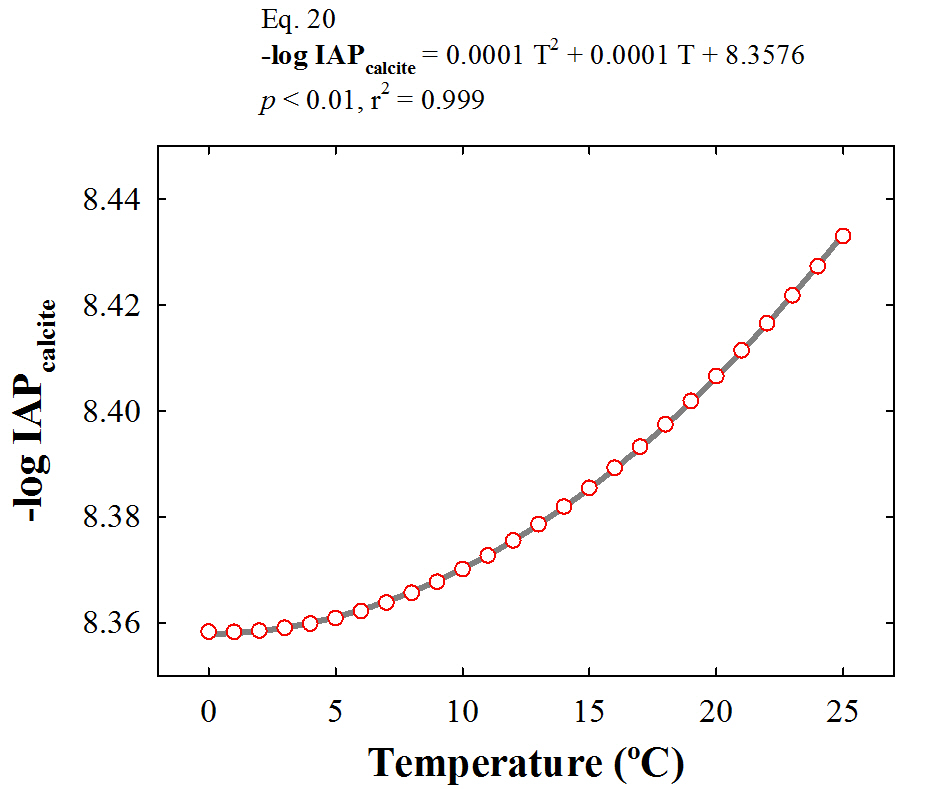 Eq. 20
-log IAPcalcite = 0.0001 T2 + 0.0001 T + 8.3576
p < 0.01, r2 = 0.999
8.44
8.42
8.40
8.38
8.36
-log IAPcalcite
0 5 10 15 20 25
Temperature (ºC)